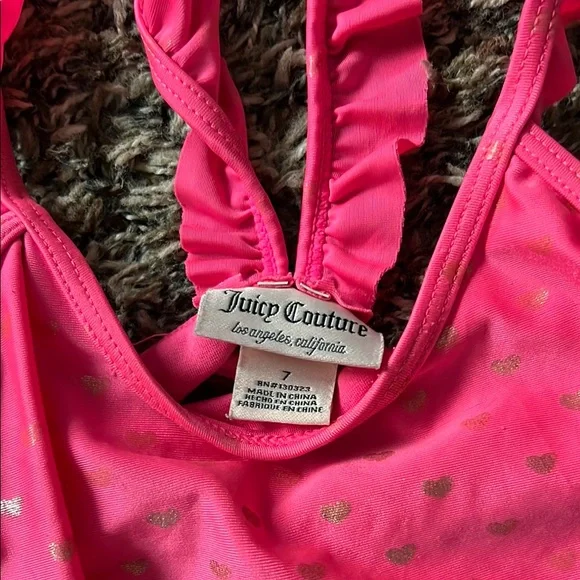 Juicy Couture
los angeles, california
7
RN#130323
MADE IN CHINA
HECHO EN CHINA
FABRIQUE EN CHINE